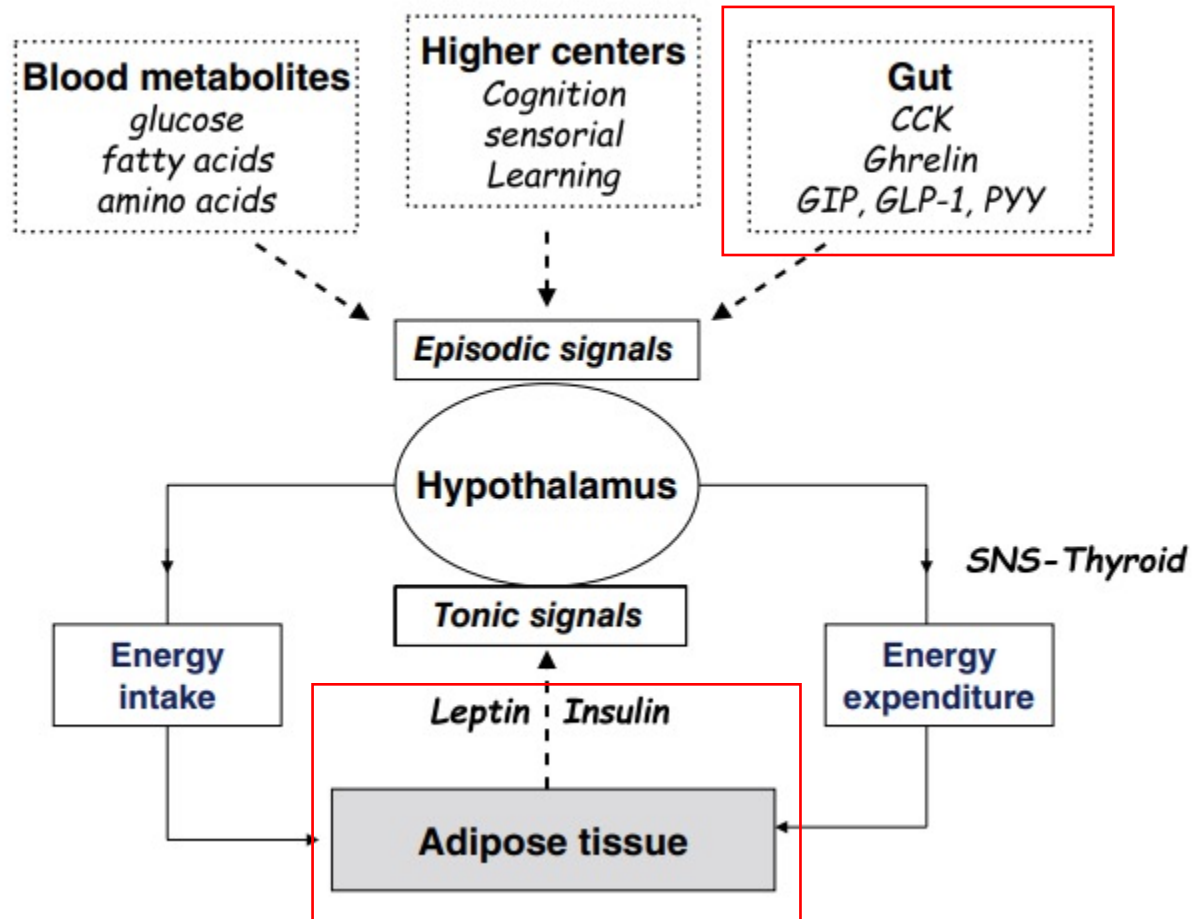 Blood metabolites
glucose
fatty acids
amino acids
Higher centers
Cognition
sensorial
Learning
Gut
CCK
Ghrelin
GIP, GLP-1, PYY
Episodic signals
Hypothalamus
SNS-Thyroid
Tonic signals
Energy
intake
Energy
expenditure
Leptin
Insulin
Adipose tissue